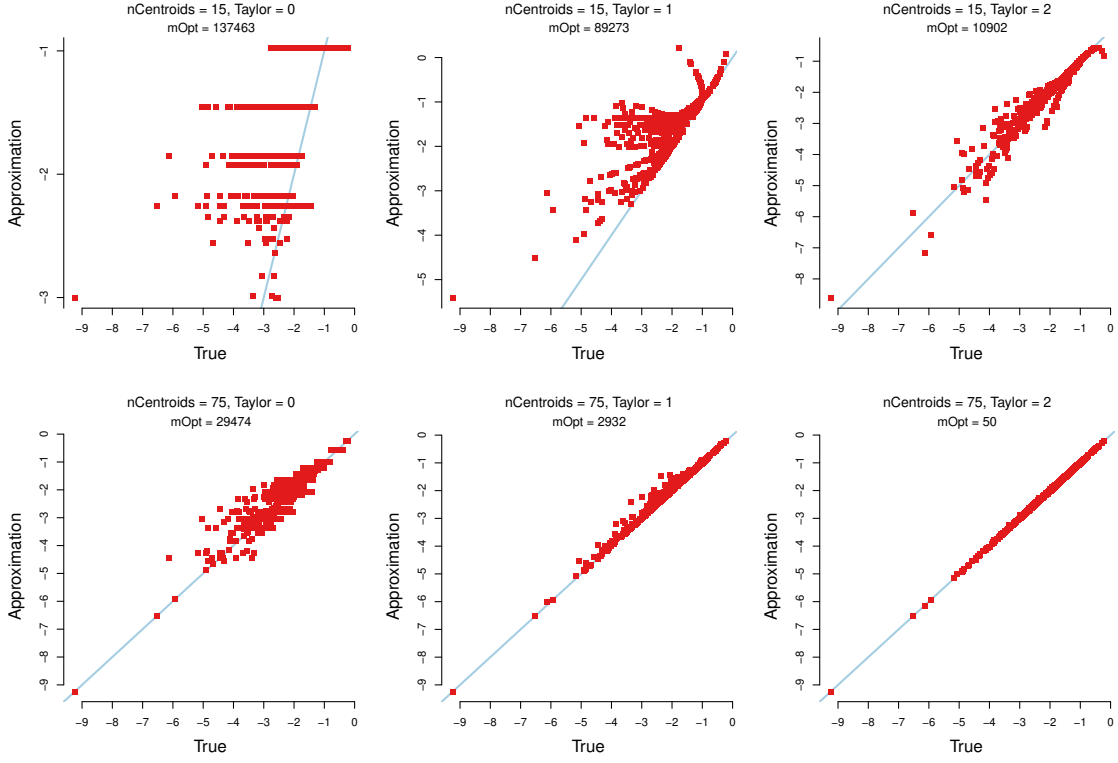 nCentroids = 15, Taylor = 0
mOpt = 137463
Approximation
−1
−2
−3
−9 −8 −7 −6 −5 −4 −3 −2 −1 0
True
nCentroids = 15, Taylor = 1
mOpt = 89273
Approximation
0
−1
−2
−3
−4
−5
−9 −8 −7 −6 −5 −4 −3 −2 −1 0
True
nCentroids = 15, Taylor = 2
mOpt = 10902
Approximation
−1
−2
−3
−4
−5
−6
−7
−8
−9 −8 −7 −6 −5 −4 −3 −2 −1 0
True
nCentroids = 75, Taylor = 0
mOpt = 29474
Approximation
0
−1
−2
−3
−4
−5
−6
−7
−8
−9
−9 −8 −7 −6 −5 −4 −3 −2 −1 0
True
nCentroids = 75, Taylor = 1
mOpt = 2932
Approximation
0
−1
−2
−3
−4
−5
−6
−7
−8
−9
−9 −8 −7 −6 −5 −4 −3 −2 −1 0
True
nCentroids = 75, Taylor = 2
mOpt = 50
Approximation
0
−1
−2
−3
−4
−5
−6
−7
−8
−9
−9 −8 −7 −6 −5 −4 −3 −2 −1 0
True